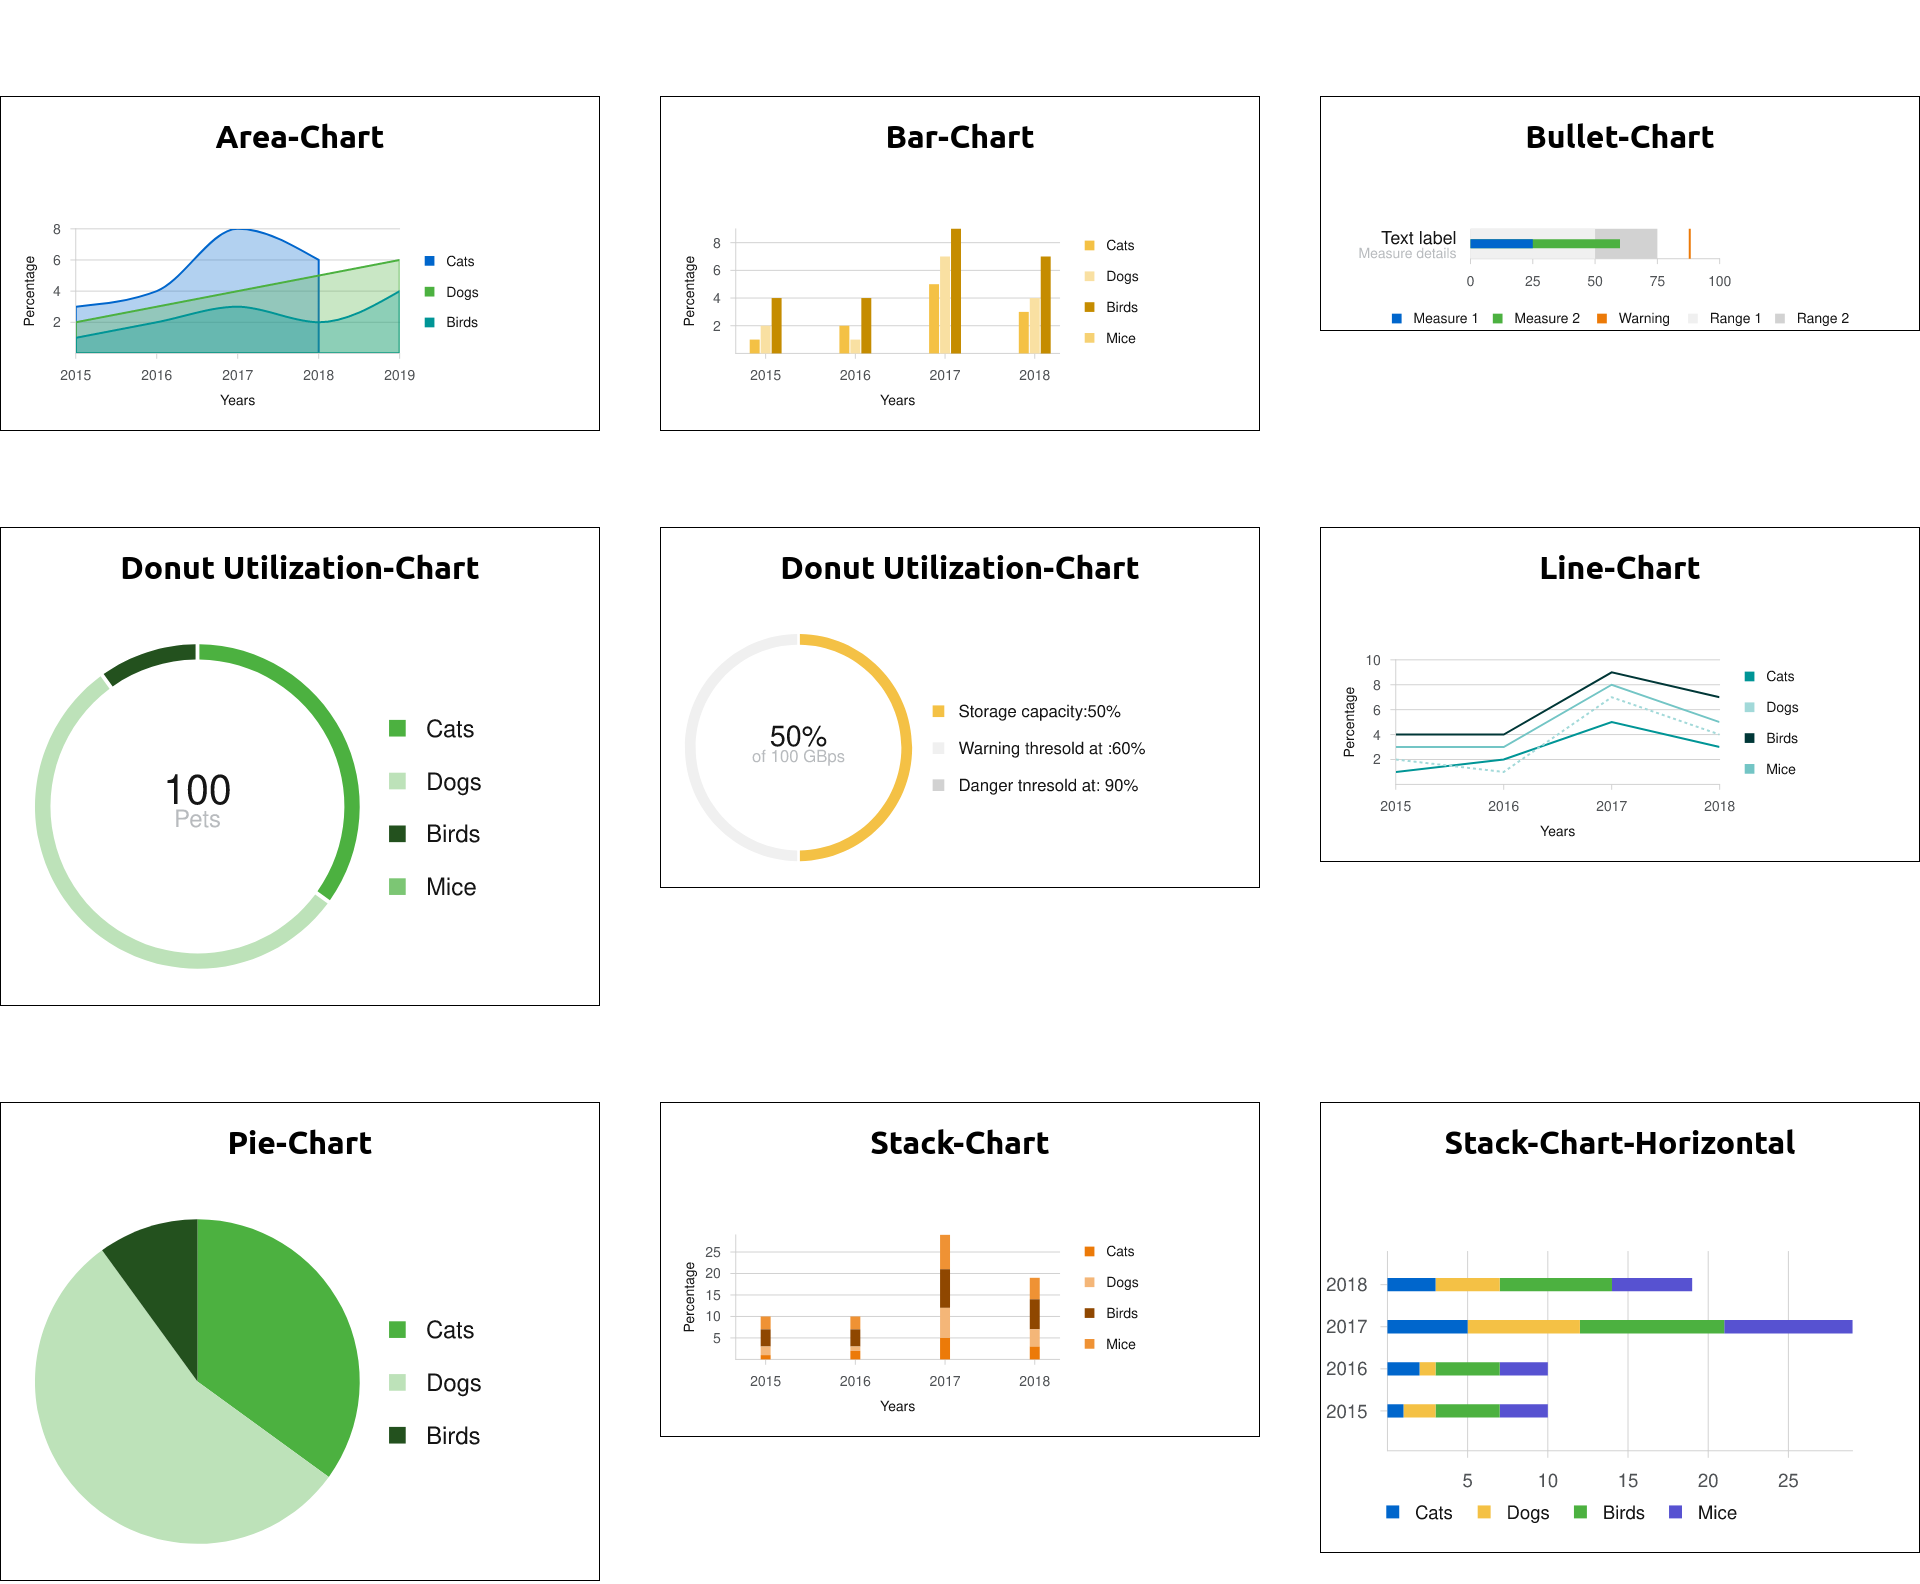 Area-Chart
8
6
4
2
Percentage
2015 2016 2017 2018 2019
Years
Cats
Dogs
Birds
Bar-Chart
8
6
4
2
Percentage
2015 2016 2017 2018
Years
Cats
Dogs
Birds
Mice
Bullet-Chart
Text label
Measure details
0 25 50 75 100
Measure 1 Measure 2 Warning Range 1 Range 2
Donut Utilization-Chart
100
Pets
Cats
Dogs
Birds
Mice
Donut Utilization-Chart
50%
of 100 GBps
Storage capacity:50%
Warning thresold at :60%
Danger tnresold at: 90%
Line-Chart
10
8
6
4
2
Percentage
2015 2016 2017 2018
Years
Cats
Dogs
Birds
Mice
Pie-Chart
Cats
Dogs
Birds
Stack-Chart
25
20
15
10
5
Percentage
2015 2016 2017 2018
Years
Cats
Dogs
Birds
Mice
Stack-Chart-Horizontal
2018
2017
2016
2015
5 10 15 20 25
Cats Dogs Birds Mice